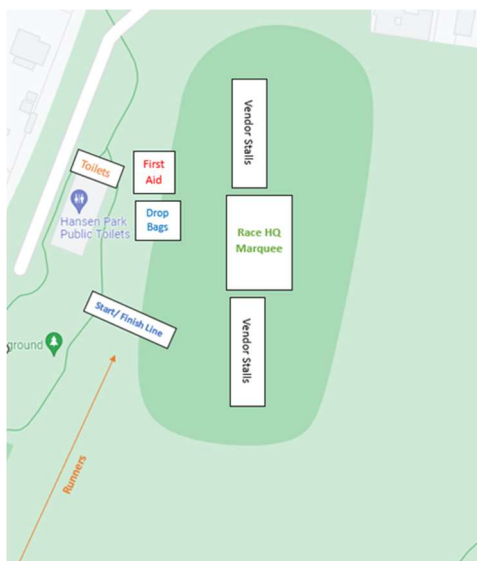 Vendor Stalls
Toilets
First
Aid
Hansen Park
Public Toilets
Drop
Bags
Race HQ
Marquee
Start/ Finish Line
ground
Vendor Stalls
Runners